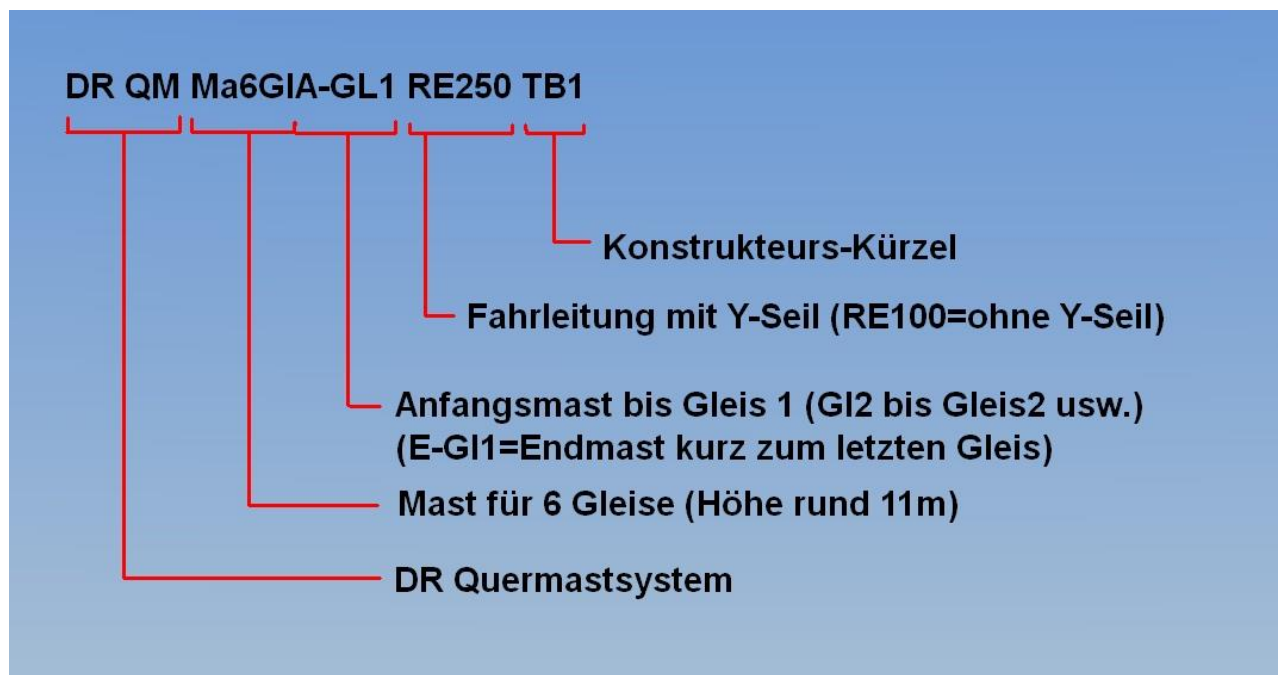 DR QM Ma6GlA-GL1 RE250 TB1
Konstrukteurs-Kürzel
Fahrleitung mit Y-Seil (RE100=ohne Y-Seil)
Anfangsmast bis Gleis 1 (Gl2 bis Gleis2 usw.)
(E-Gl1=Endmast kurz zum letzten Gleis)
Mast für 6 Gleise (Höhe rund 11m)
DR Quermastsystem